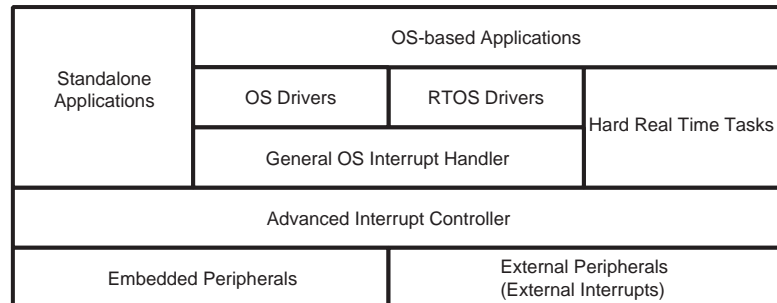 OS-based Applications
Standalone
Applications
OS Drivers
RTOS Drivers
Hard Real Time Tasks
General OS Interrupt Handler
Advanced Interrupt Controller
Embedded Peripherals
External Peripherals
(External Interrupts)